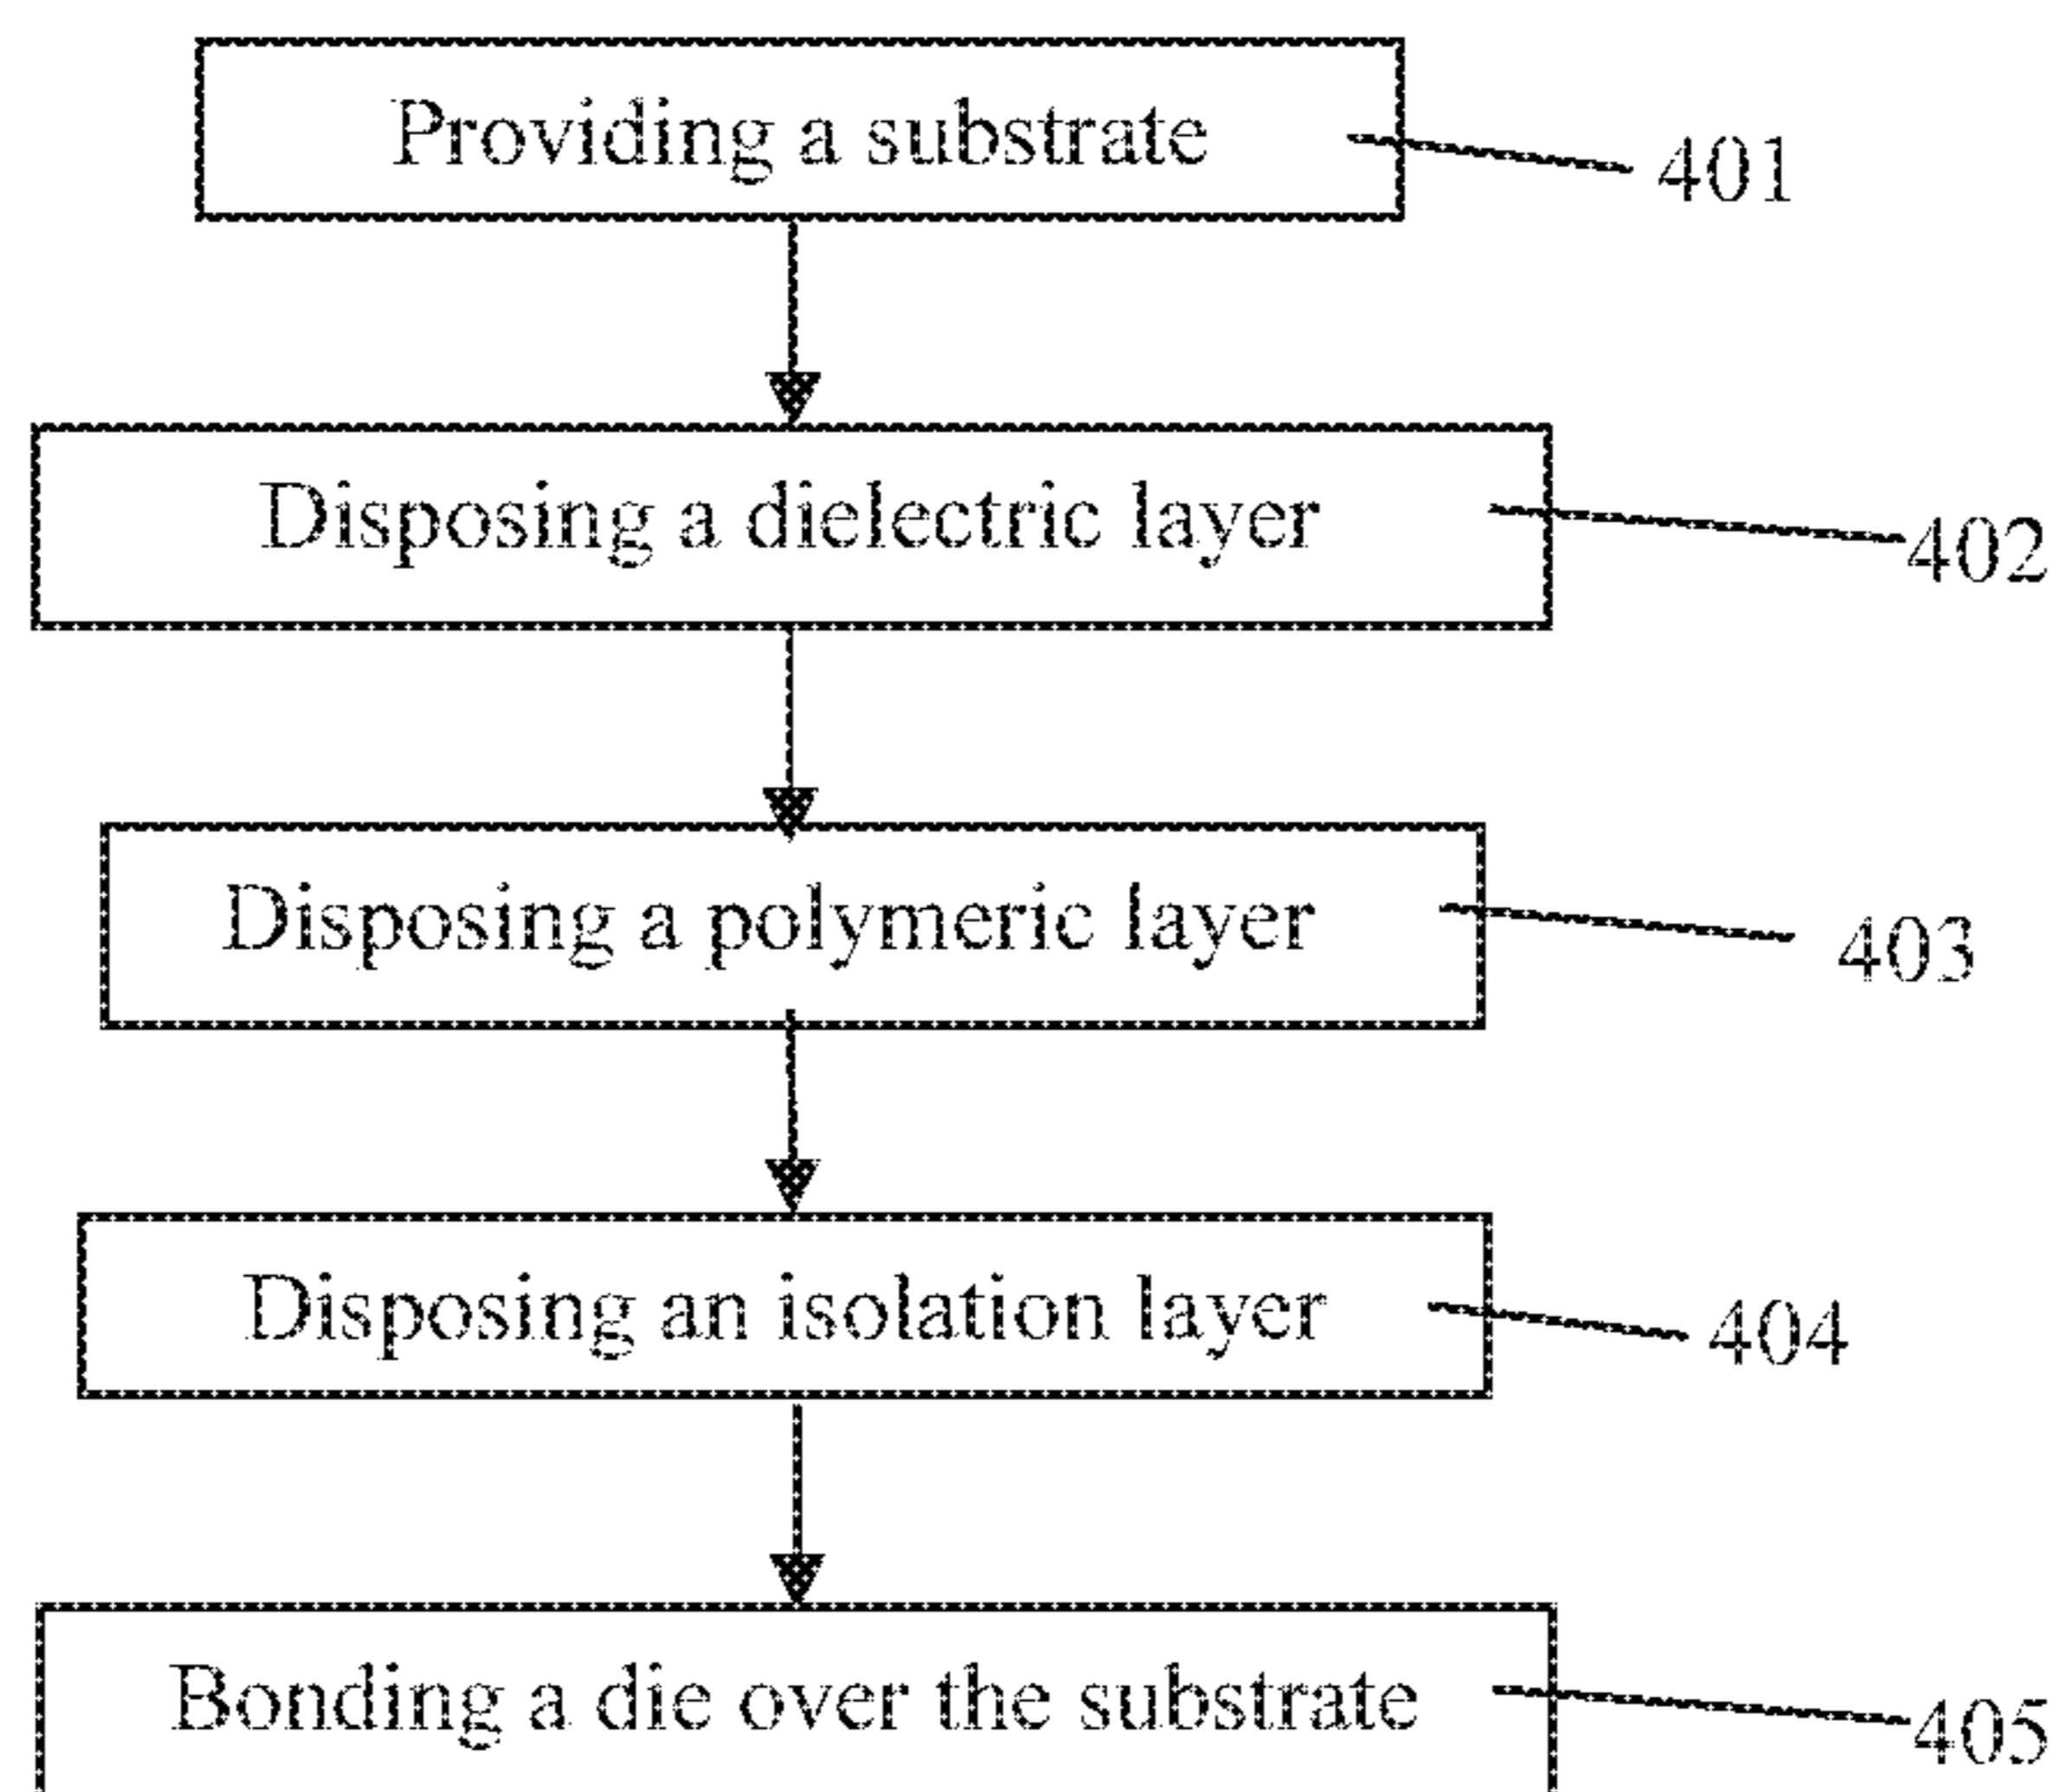 Providing a substrate
401
Disposing a dielectric layer
402
Disposing a polymeric layer
403
Disposing an isolation layer
404
Bonding a die over the substrate
405